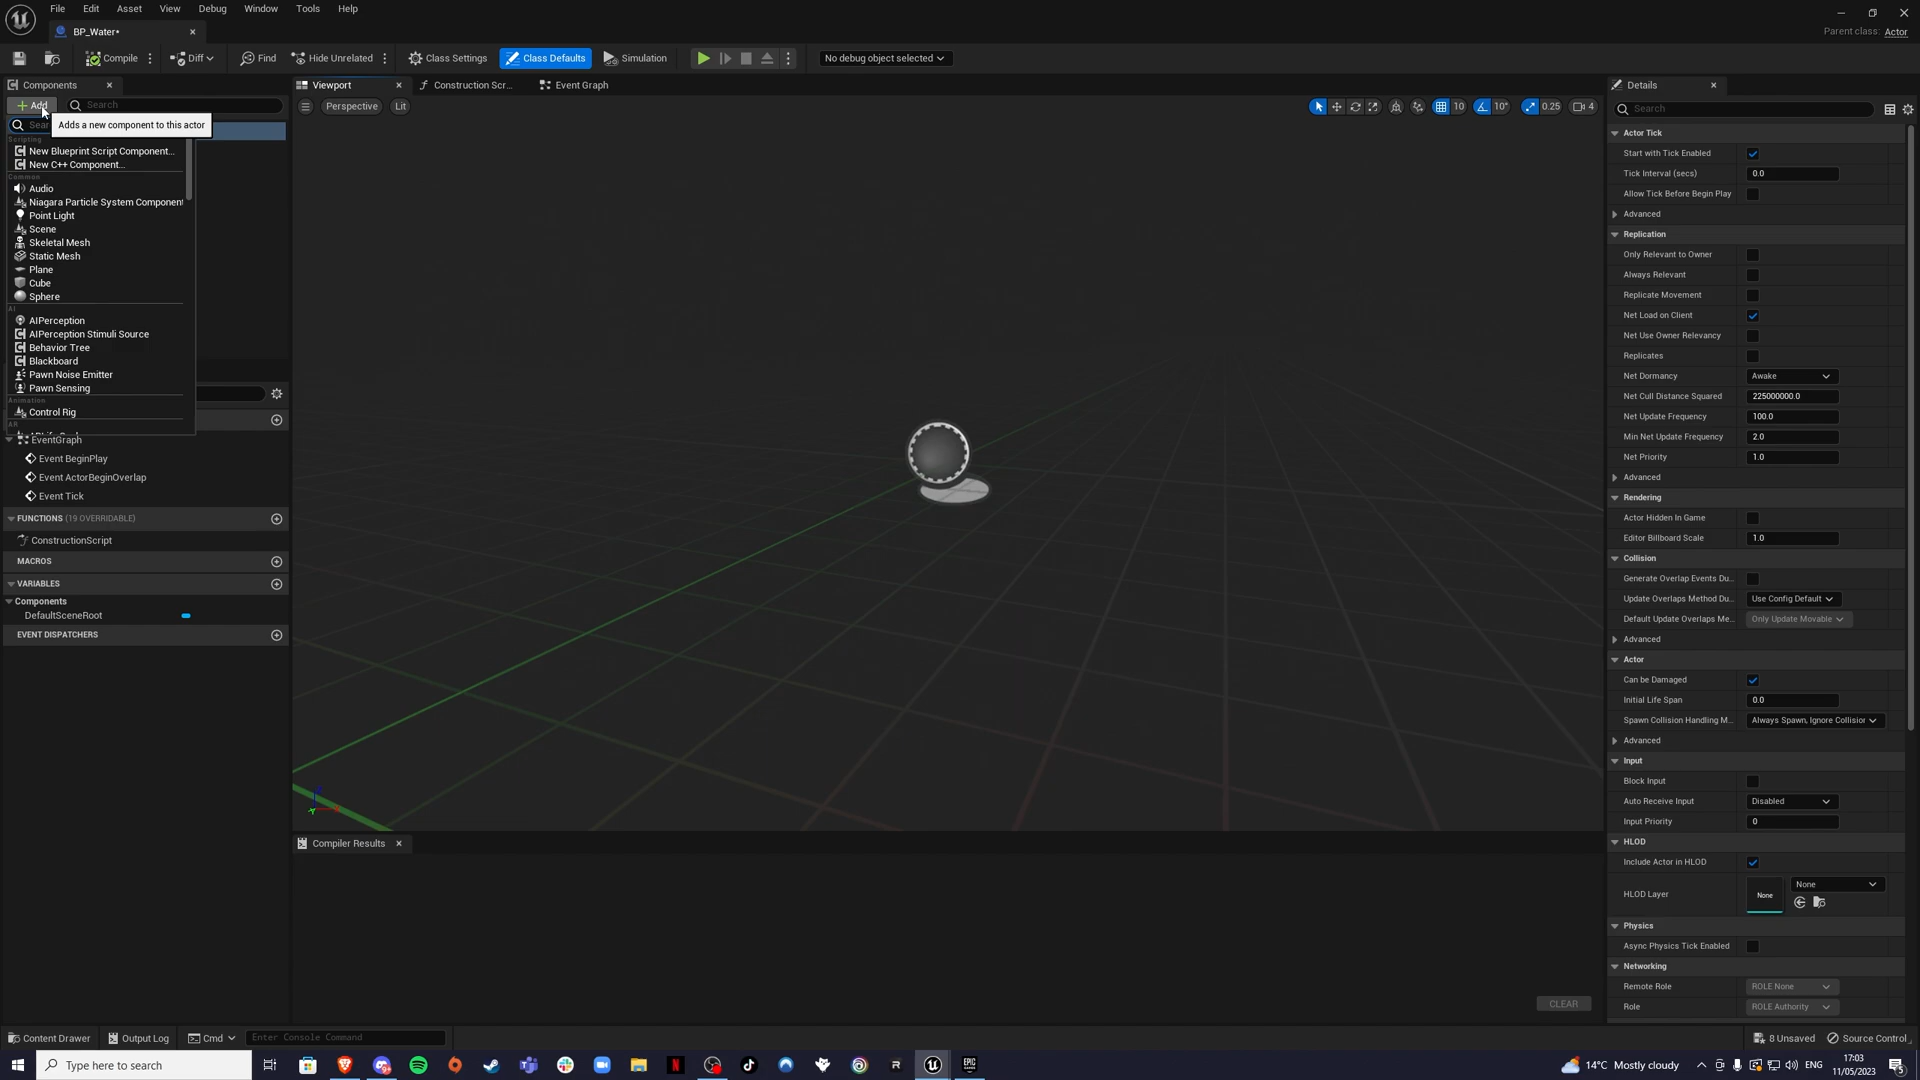 File Edit Asset View Debug Window Tools Help
BP_Water*
Parent class: Actor
Compile Diff Find Hide Unrelated Class Settings Class Defaults Simulation No debug object selected
Components
Viewport Construction Scr... Event Graph
Details
Add Search
Perspective Lit
10 10° 0.25 4
Search
Sear
Adds a new component to this actor
Scripting
New Blueprint Script Component...
New C++ Component...
Common
Audio
Niagara Particle System Component
Point Light
Scene
Skeletal Mesh
Static Mesh
Plane
Cube
Sphere
AI
AIPerception
AIPerception Stimuli Source
Behavior Tree
Blackboard
Pawn Noise Emitter
Pawn Sensing
Animation
Control Rig
AR
EventGraph
Event BeginPlay
Event ActorBeginOverlap
Event Tick
FUNCTIONS (19 OVERRIDABLE)
ConstructionScript
MACROS
VARIABLES
Components
DefaultSceneRoot
EVENT DISPATCHERS
Actor Tick
Start with Tick Enabled
Tick Interval (secs) 0.0
Allow Tick Before Begin Play
Advanced
Replication
Only Relevant to Owner
Always Relevant
Replicate Movement
Net Load on Client
Net Use Owner Relevancy
Replicates
Net Dormancy Awake
Net Cull Distance Squared 225000000.0
Net Update Frequency 100.0
Min Net Update Frequency 2.0
Net Priority 1.0
Advanced
Rendering
Actor Hidden In Game
Editor Billboard Scale 1.0
Collision
Generate Overlap Events Du...
Update Overlaps Method Du... Use Config Default
Default Update Overlaps Me... Only Update Movable
Advanced
Actor
Can be Damaged
Initial Life Span 0.0
Spawn Collision Handling M... Always Spawn, Ignore Collision
Advanced
Input
Block Input
Auto Receive Input Disabled
Input Priority 0
HLOD
Include Actor in HLOD
HLOD Layer None None
Physics
Async Physics Tick Enabled
Networking
Remote Role ROLE None
Role ROLE Authority
Compiler Results
CLEAR
Content Drawer Output Log Cmd Enter Console Command
8 Unsaved Source Control
Type here to search
14°C Mostly cloudy ENG
17:03
11/05/2023
5